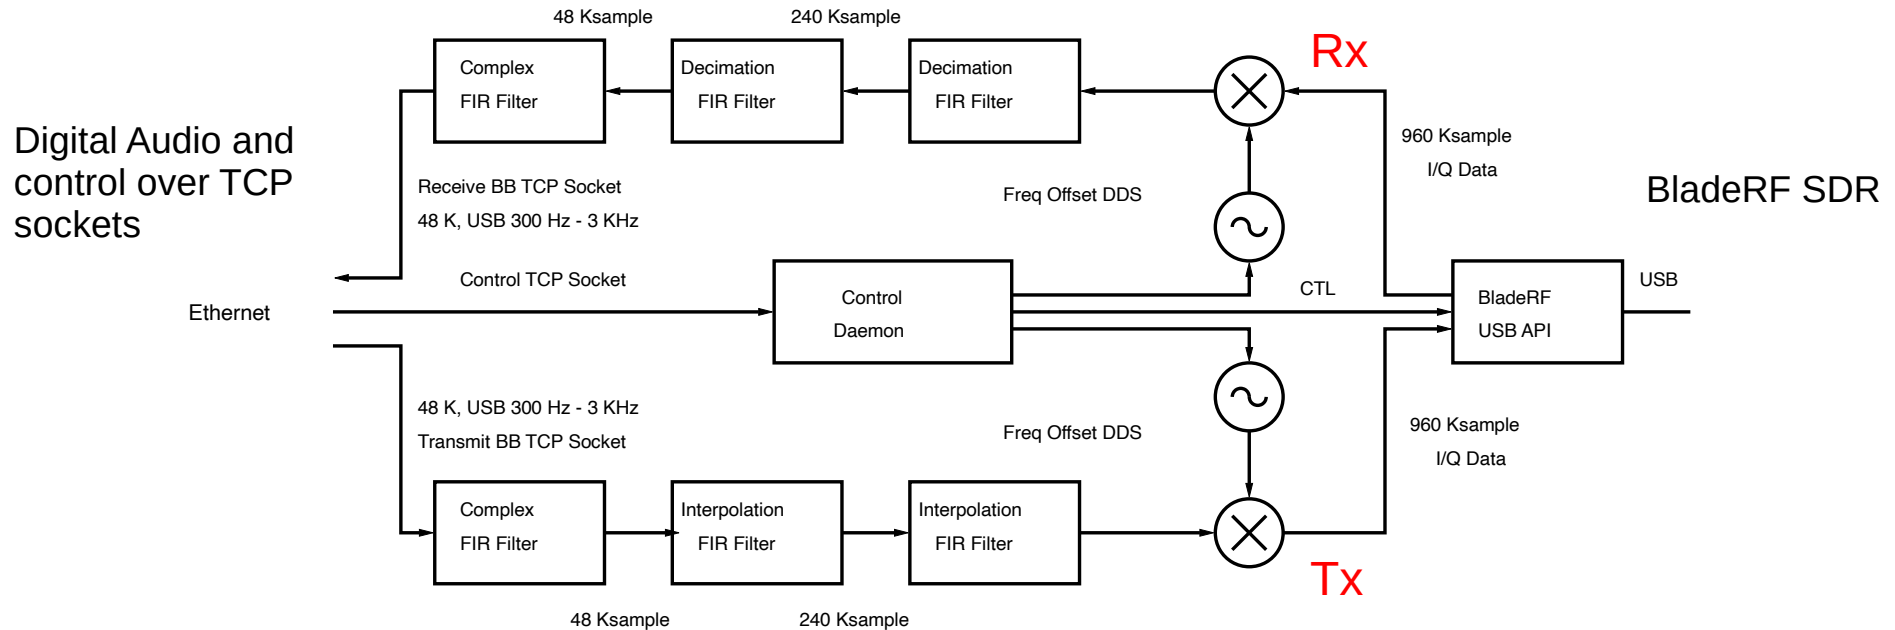 48 Ksample
240 Ksample
Rx
Complex
FIR Filter
Decimation
FIR Filter
Decimation
FIR Filter
Digital Audio and
control over TCP
sockets
960 Ksample
I/Q Data
Receive BB TCP Socket
48 K, USB 300 Hz - 3 KHz
Freq Offset DDS
BladeRF SDR
Control TCP Socket
Ethernet
Control
Daemon
CTL
BladeRF
USB API
USB
48 K, USB 300 Hz - 3 KHz
Transmit BB TCP Socket
Freq Offset DDS
960 Ksample
I/Q Data
Complex
FIR Filter
Interpolation
FIR Filter
Interpolation
FIR Filter
Tx
48 Ksample
240 Ksample